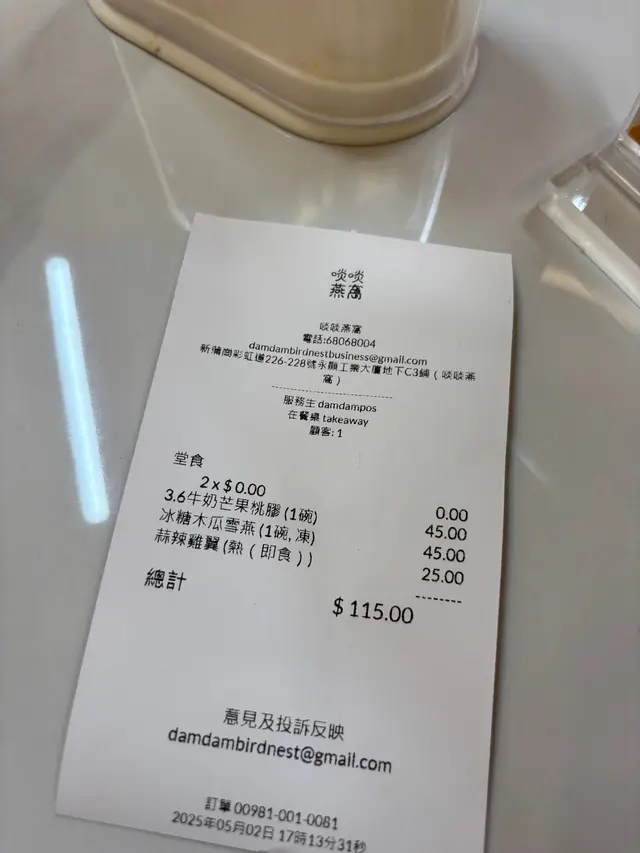 啖啖
燕窩
啖啖燕窩
電話:68068004
damdambirdnestbusiness@gmail.com
新蒲崗彩虹道226-228號永顯工業大廈地下C3鋪（啖啖燕
窩）
服務生 damdampos
在餐桌 takeaway
顧客: 1
堂食
2 x $ 0.00 0.00
3.6牛奶芒果桃膠 (1碗) 45.00
冰糖木瓜雪燕 (1碗, 凍) 45.00
蒜辣雞翼 (熱（即食）) 25.00
總計
$ 115.00
意見及投訴反映
damdambirdnest@gmail.com
訂單 00981-001-0081
2025年05月02日 17時13分31秒